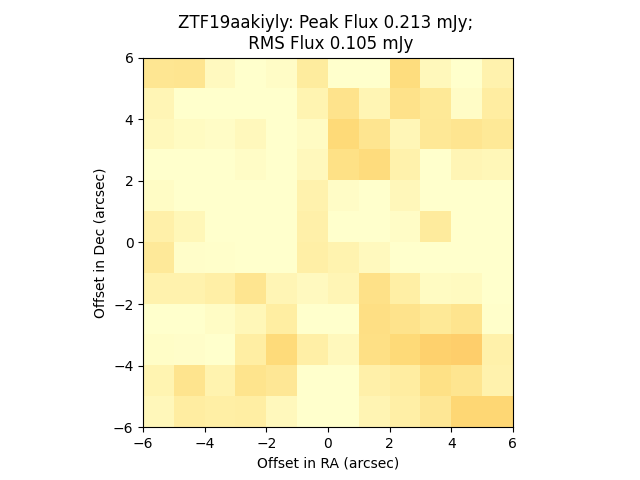 ZTF19aakiyly: Peak Flux 0.213 mJy;
RMS Flux 0.105 mJy
6
4
2
0
−2
−4
−6
Offset in Dec (arcsec)
−6 −4 −2 0 2 4 6
Offset in RA (arcsec)